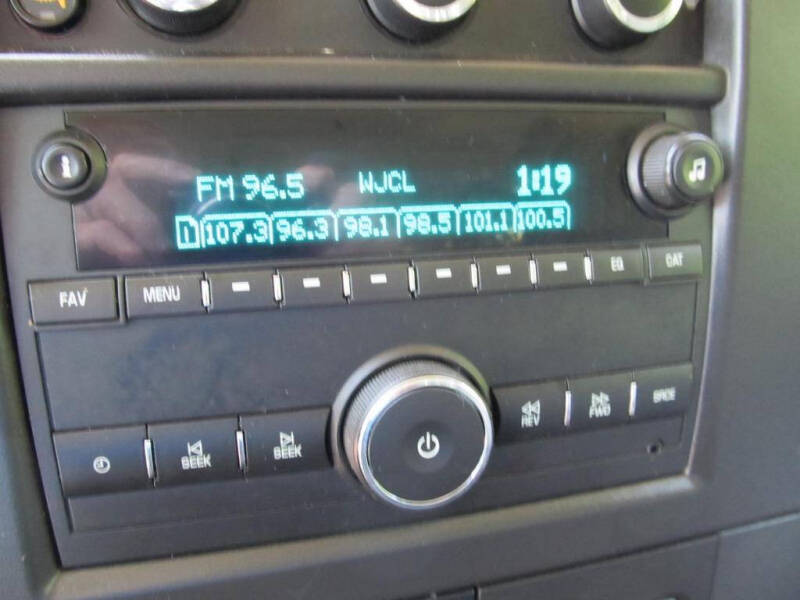 FM 96.5 WJCL 1:19
1 107.3 96.3 98.1 98.5 101.1 100.5
FAV MENU EQ CAT
SEEK SEEK REV FWD